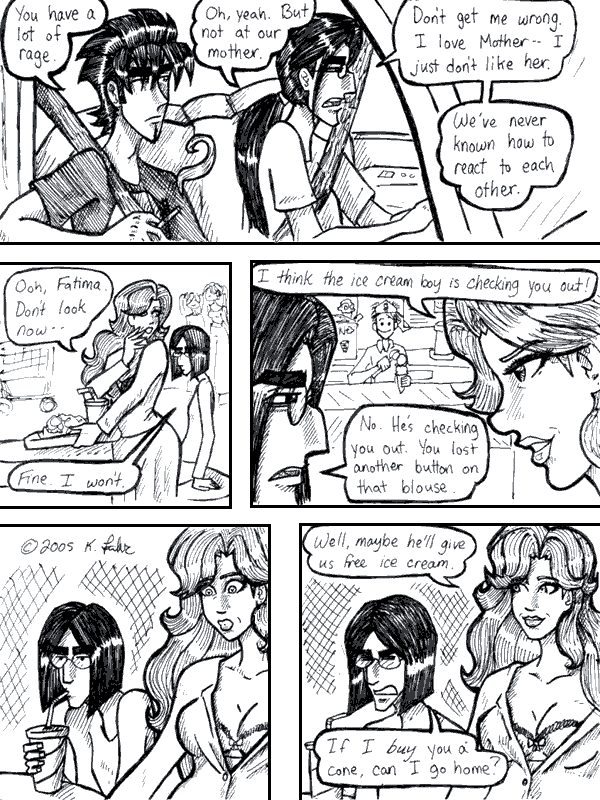 You have a
lot of
rage.
Oh, yeah. But
not at our
mother.
Don't get me wrong.
I love Mother-- I
just don't like her.
We've never
known how to
react to each
other.
Ooh, Fatima.
Don't look
now--
Fine. I won't.
I think the ice cream boy is checking you out!
No. He's checking
you out. You lost
another button on
that blouse.
© 2005 K.
Well, maybe he'll give
us free ice cream.
If I buy you a
cone, can I go home?